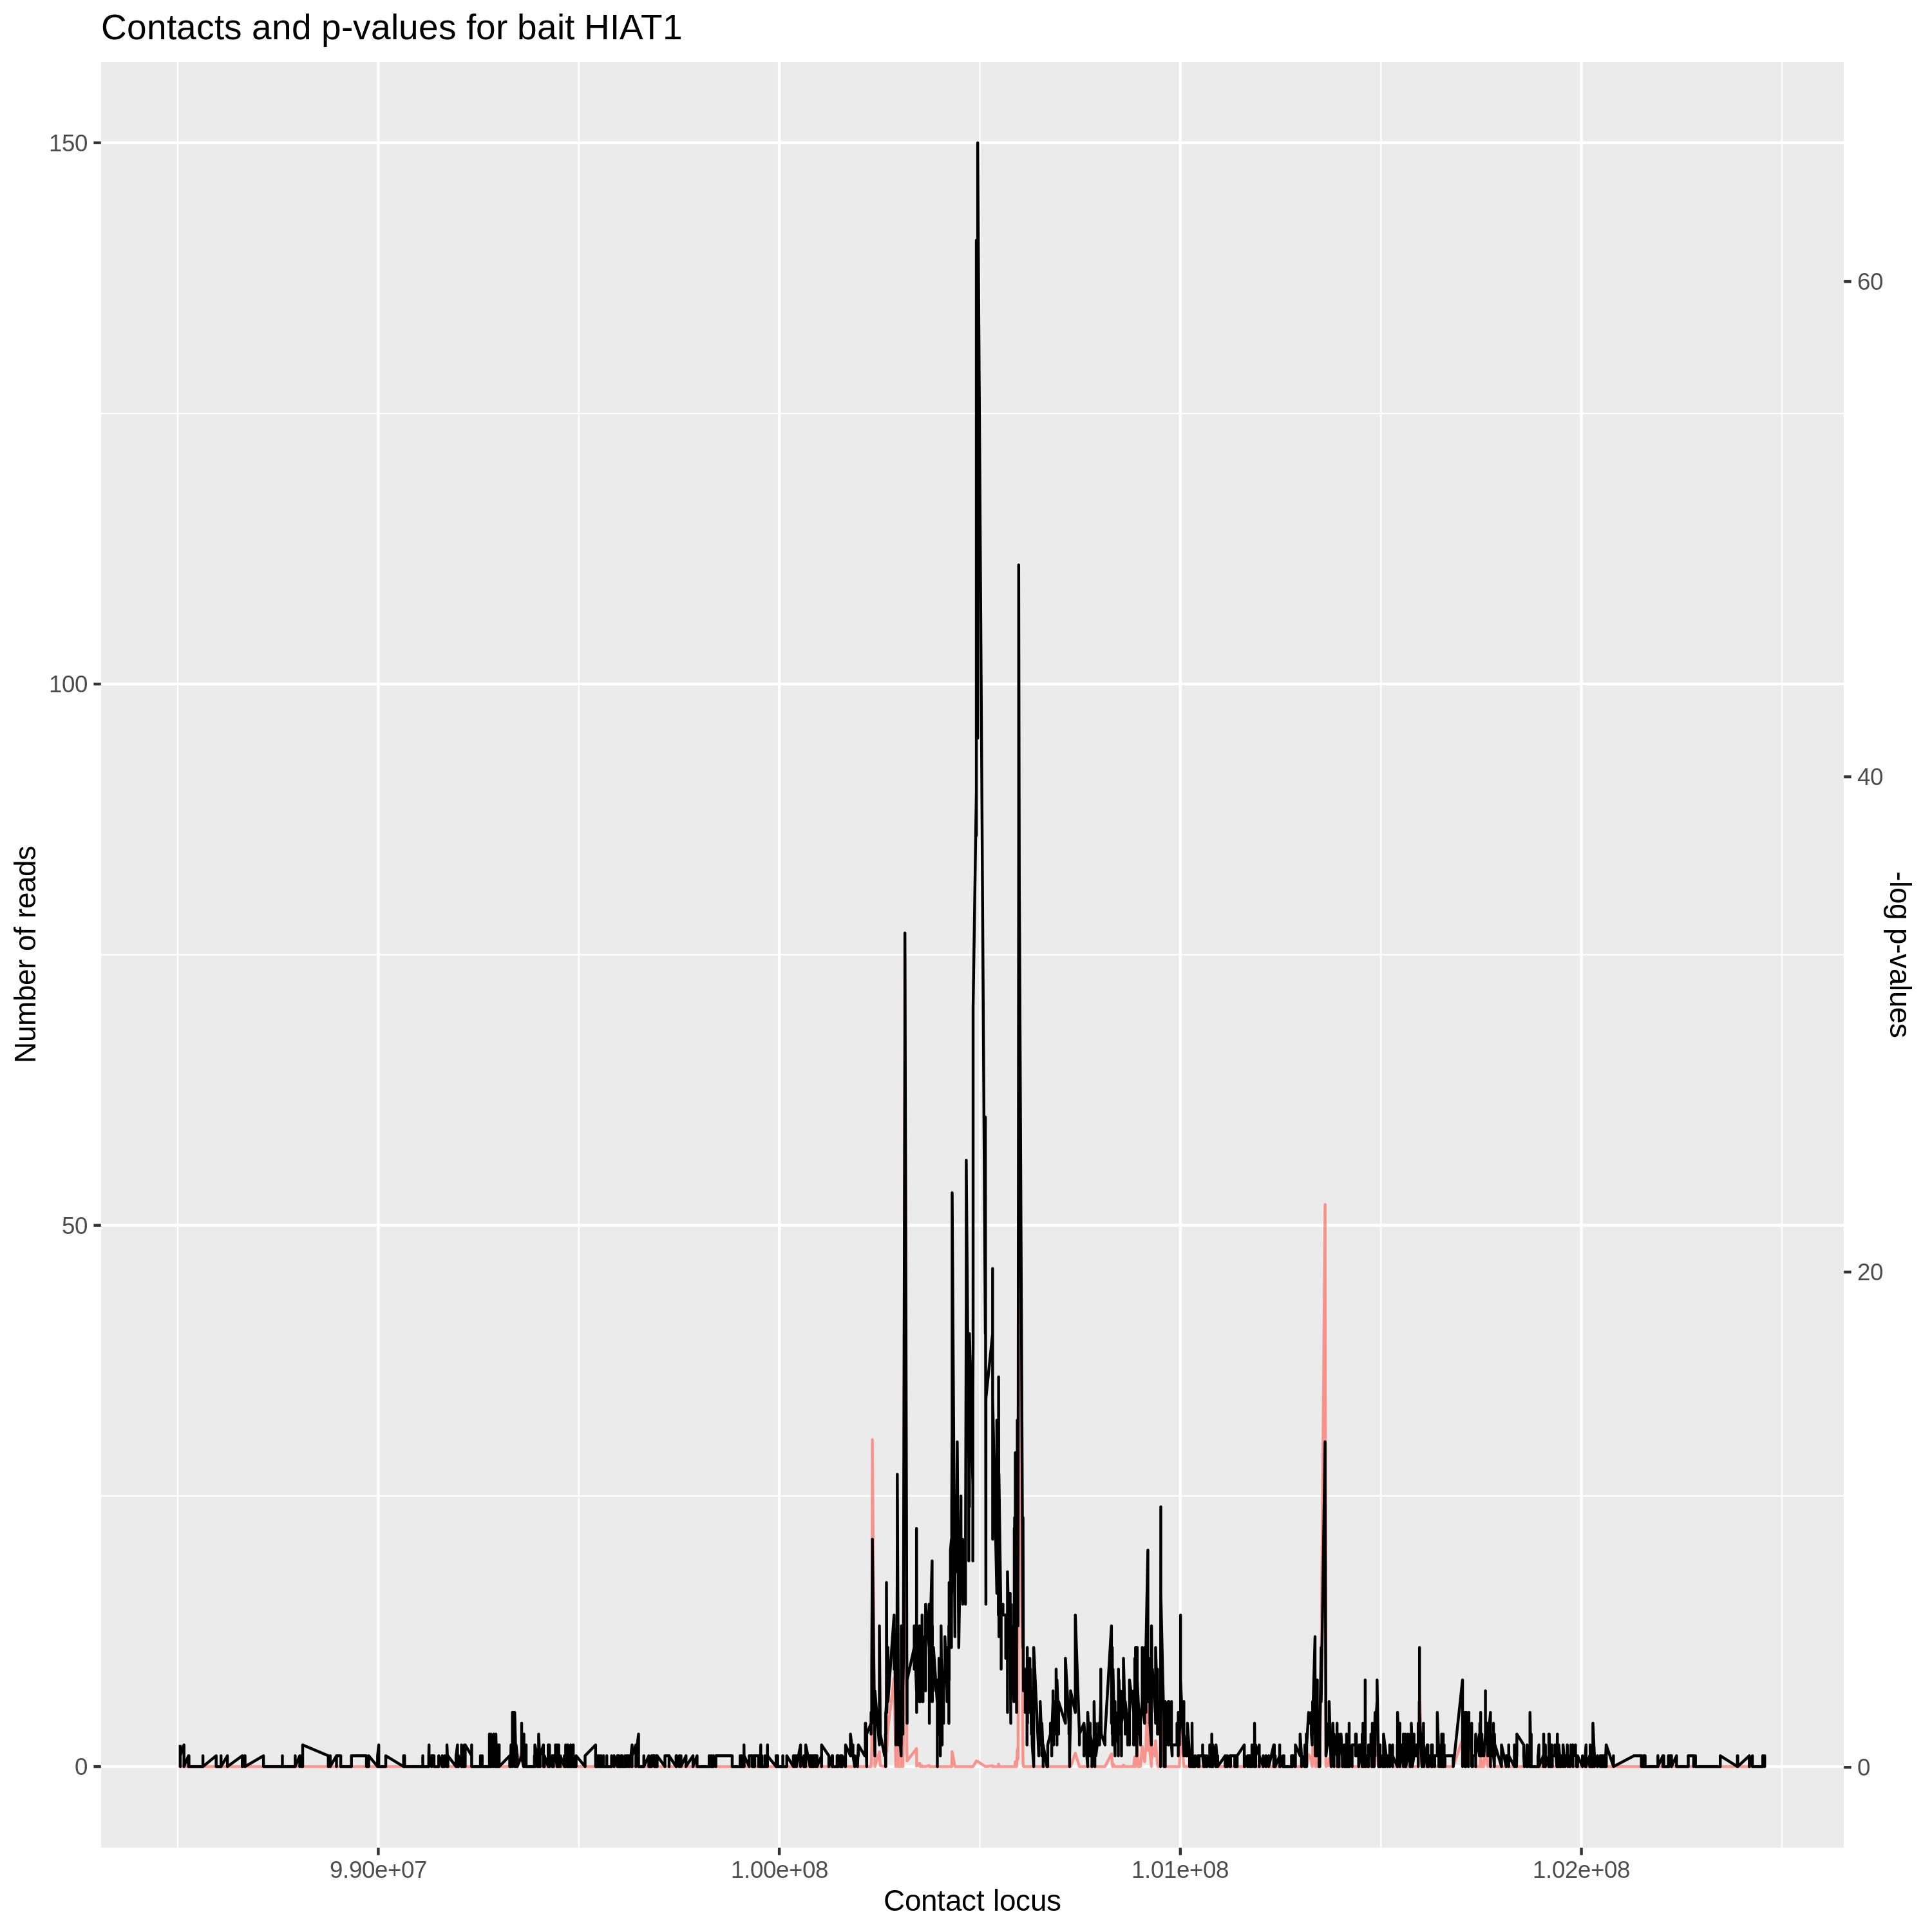 Contacts and p-values for bait HIAT1
150
100
50
0
Number of reads
60
40
20
0
-log p-values
9.90e+07
1.00e+08
1.01e+08
1.02e+08
Contact locus